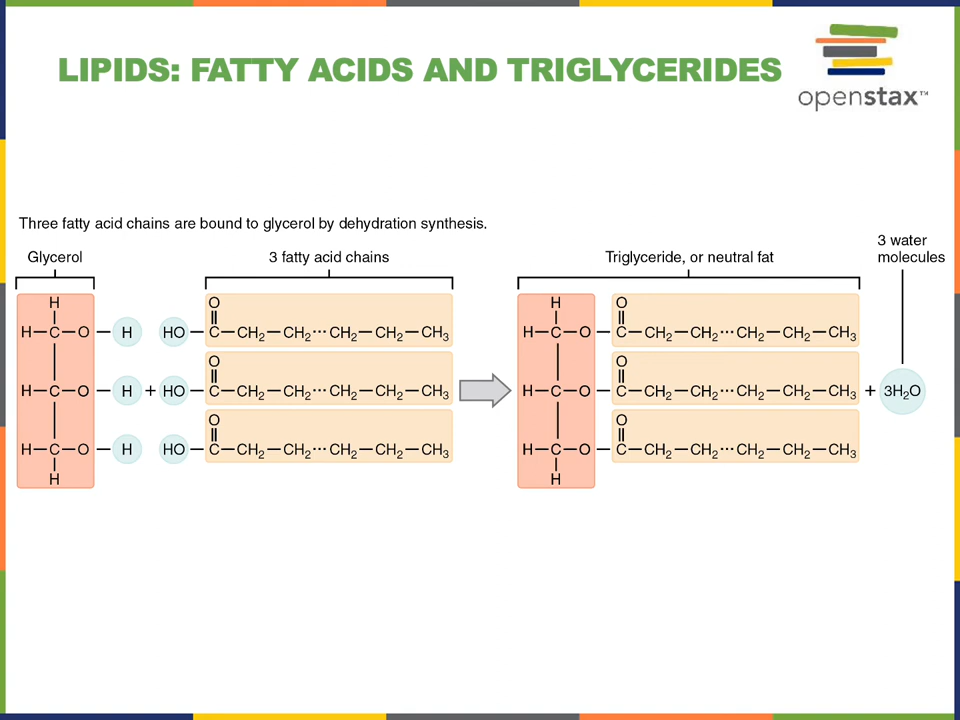 LIPIDS: FATTY ACIDS AND TRIGLYCERIDES
openstax™
Three fatty acid chains are bound to glycerol by dehydration synthesis.
Glycerol
3 fatty acid chains
Triglyceride, or neutral fat
3 water
molecules
H O H O
H—C—O—H HO—C—CH₂—CH₂···CH₂—CH₂—CH₃ H—C—O—C—CH₂—CH₂···CH₂—CH₂—CH₃
O O
H—C—O—H + HO—C—CH₂—CH₂···CH₂—CH₂—CH₃ H—C—O—C—CH₂—CH₂···CH₂—CH₂—CH₃ + 3H₂O
O O
H—C—O—H HO—C—CH₂—CH₂···CH₂—CH₂—CH₃ H—C—O—C—CH₂—CH₂···CH₂—CH₂—CH₃
H H